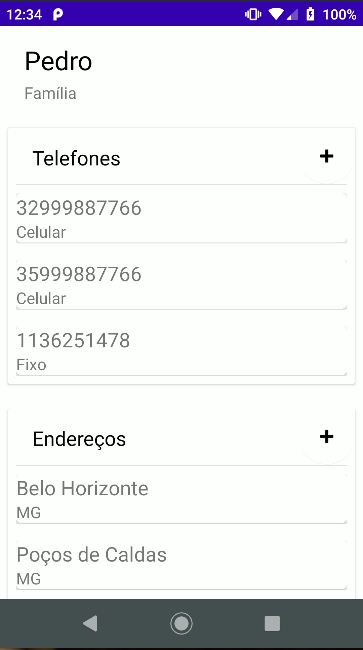 12:34
100%
Pedro
Família
Telefones
+
32999887766
Celular
35999887766
Celular
1136251478
Fixo
Endereços
+
Belo Horizonte
MG
Poços de Caldas
MG